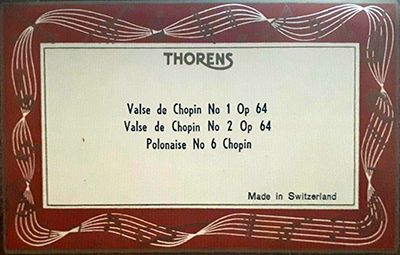 THORENS
Valse de Chopin No 1 Op 64
Valse de Chopin No 2 Op 64
Polonaise No 6 Chopin
Made in Switzerland